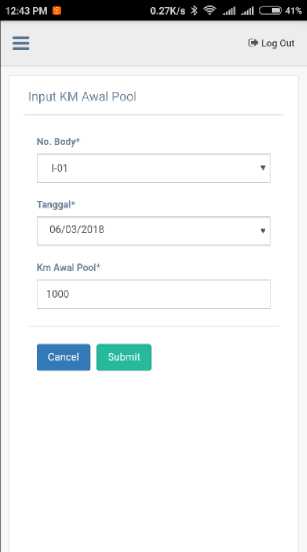 12:43 PM 0.27K/s 41%
Log Out
Input KM Awal Pool
No. Body*
I-01
Tanggal*
06/03/2018
Km Awal Pool*
1000
Cancel Submit